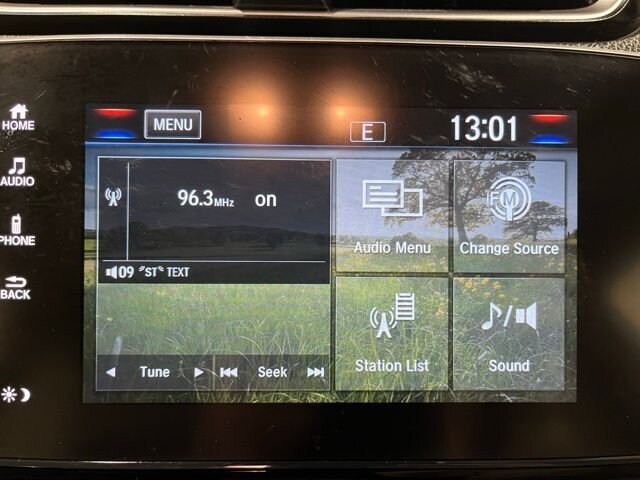 HOME
AUDIO
PHONE
BACK
MENU
E
13:01
96.3MHz on
09 "ST" TEXT
Tune
Seek
Audio Menu
FM
Change Source
Station List
Sound